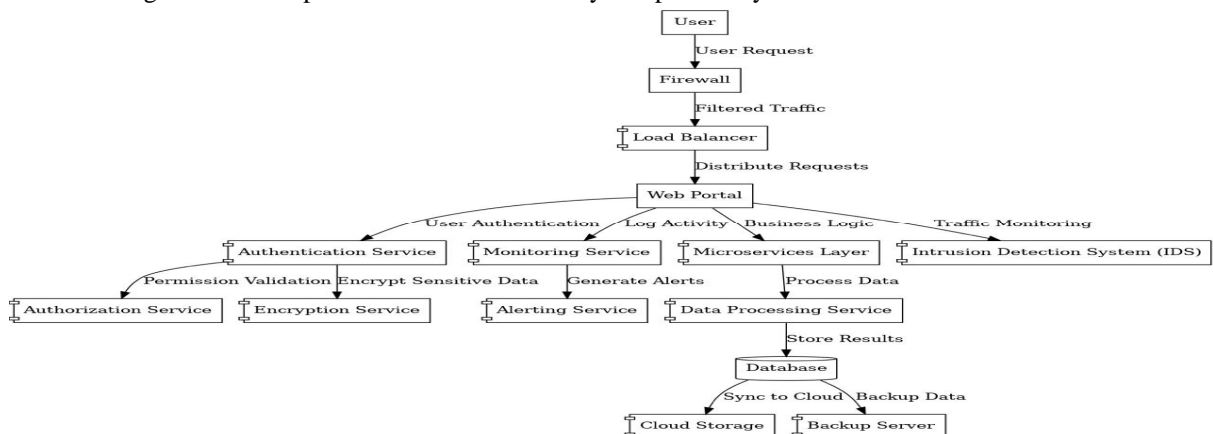 User
User Request
Firewall
Filtered Traffic
Load Balancer
Distribute Requests
Web Portal
User Authentication Log Activity Business Logic Traffic Monitoring
Authentication Service Monitoring Service Microservices Layer Intrusion Detection System (IDS)
Permission Validation Encrypt Sensitive Data Generate Alerts Process Data
Authorization Service Encryption Service Alerting Service Data Processing Service
Store Results
Database
Sync to Cloud Backup Data
Cloud Storage Backup Server